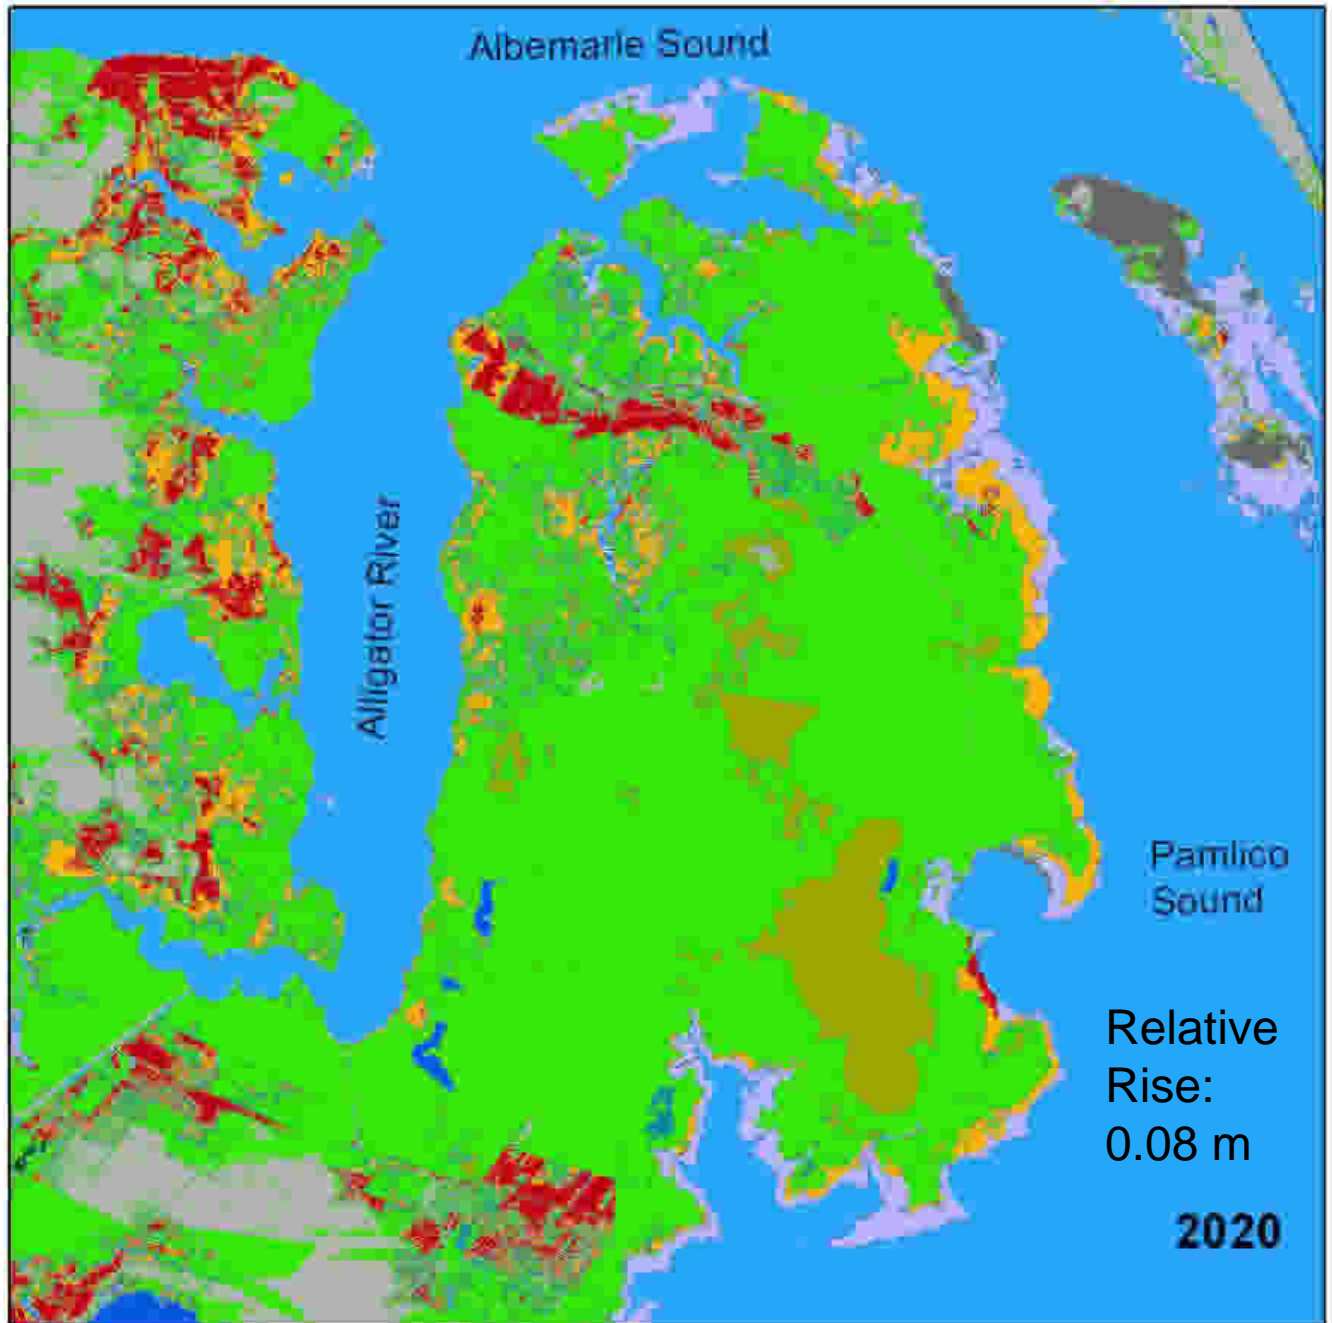 Albemarle Sound
Alligator River
Pamlico
Sound
Relative
Rise:
0.08 m
2020